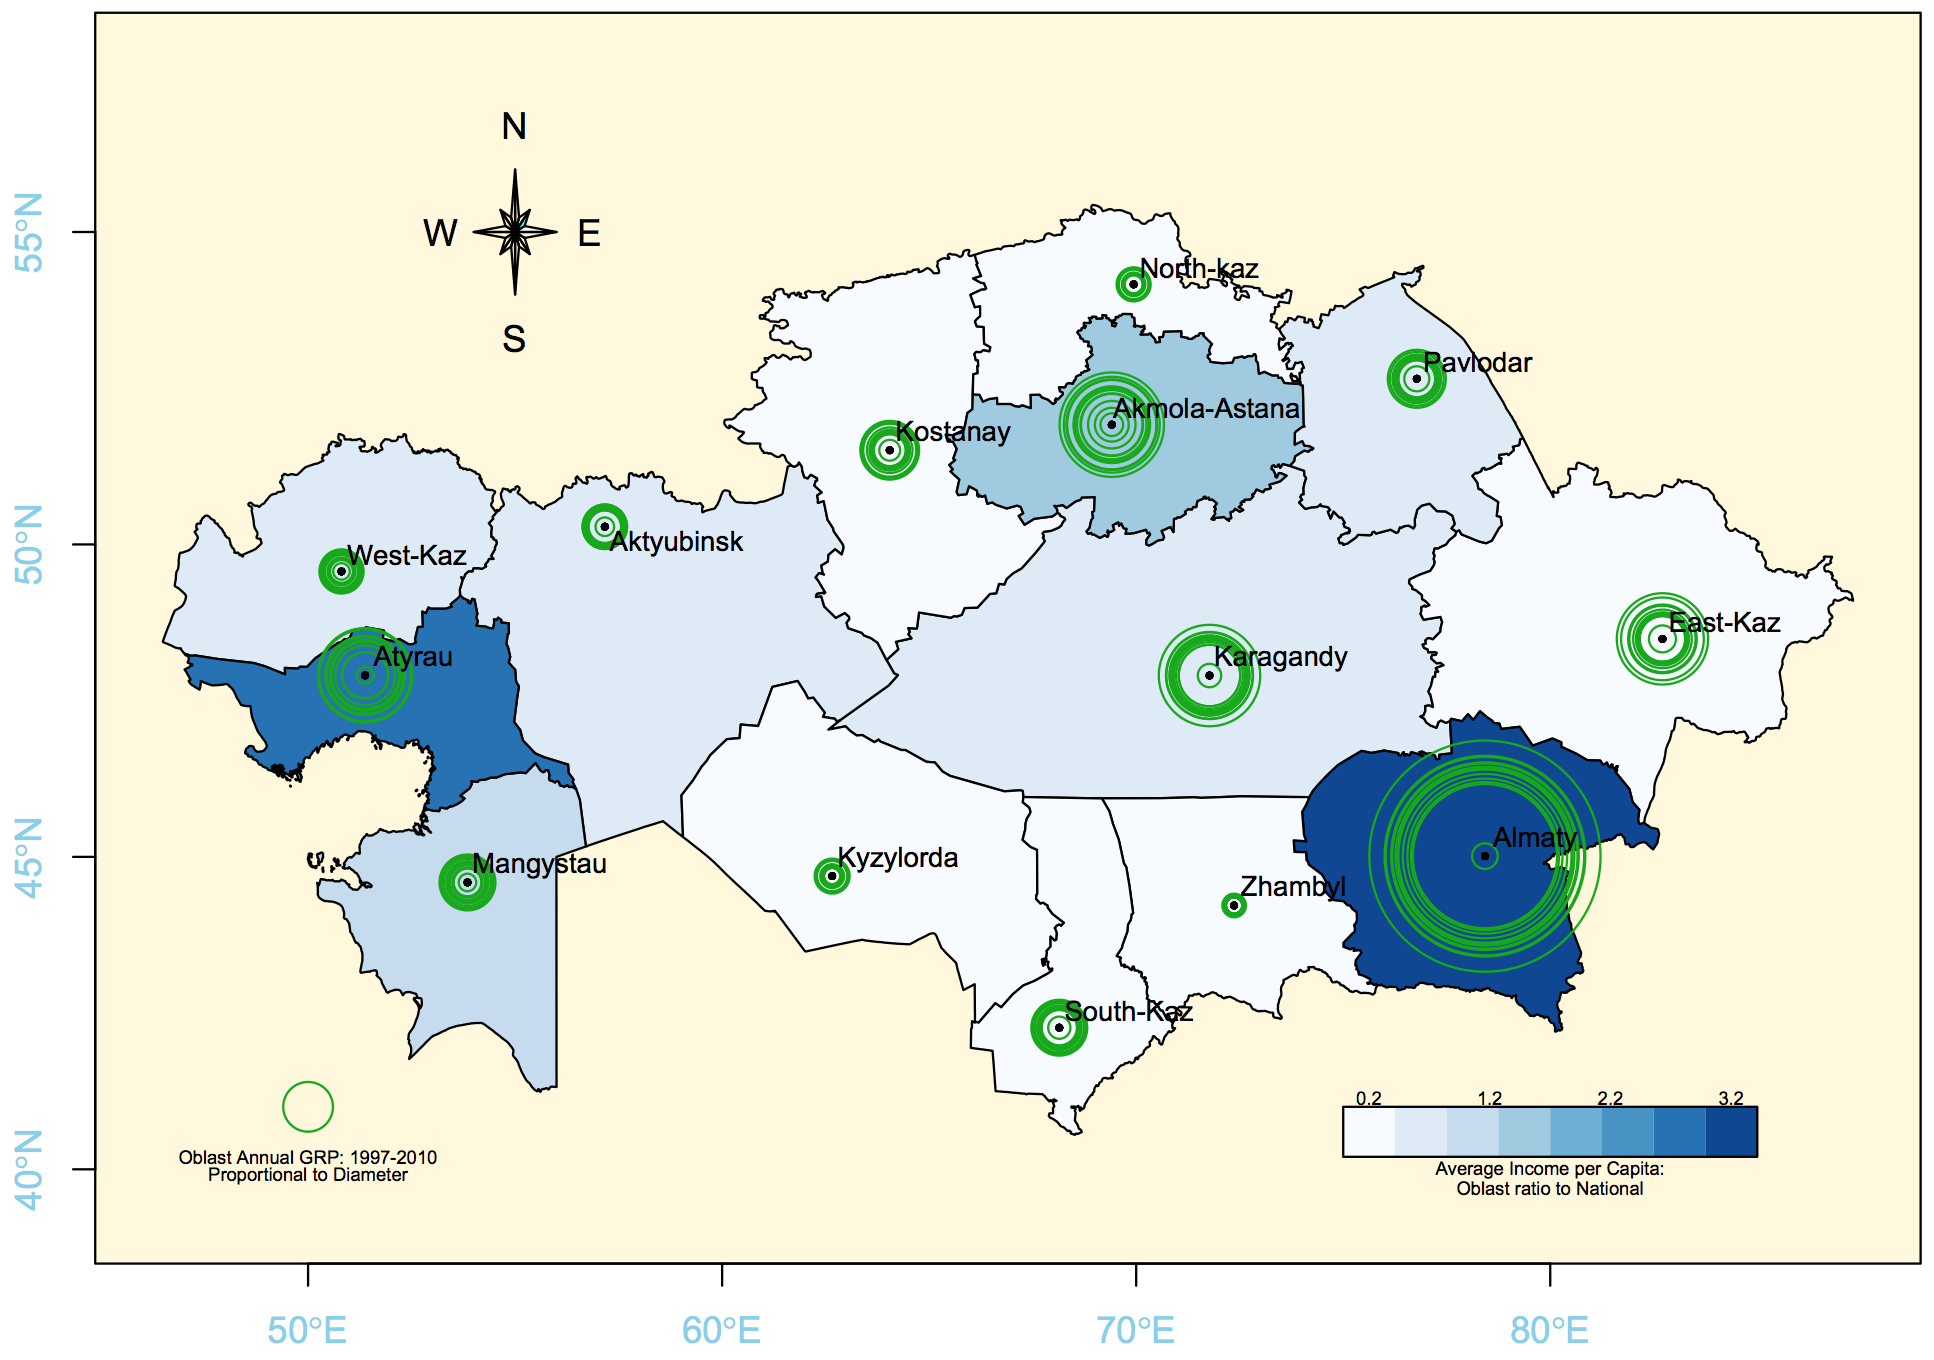 N
55°N
W
E
North-kaz
S
Pavlodar
Akmola-Astana
Kostanay
50°N
Aktyubinsk
West-Kaz
East-Kaz
Atyrau
Karagandy
45°N
Almaty
Mangystau
Kyzylorda
Zhambyl
South-Kaz
0.2
1.2
2.2
3.2
Oblast Annual GRP: 1997-2010
Proportional to Diameter
40°N
Average Income per Capita:
Oblast ratio to National
50°E
60°E
70°E
80°E